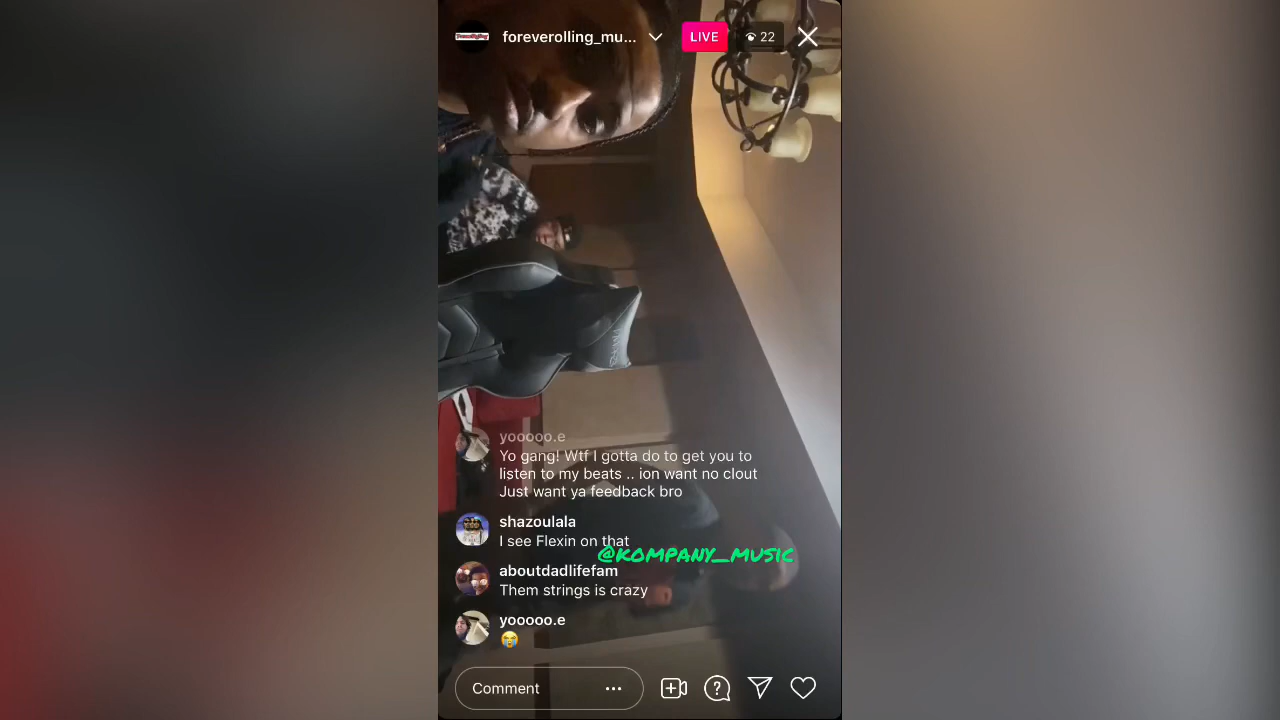 foreverolling_mu...
LIVE
22
yooooo.e
Yo gang! Wtf I gotta do to get you to
listen to my beats .. ion want no clout
Just want ya feedback bro
shazoulala
I see Flexin on that
@KOMPANY_MUSIC
aboutdadlifefam
Them strings is crazy
yooooo.e
😭
Comment